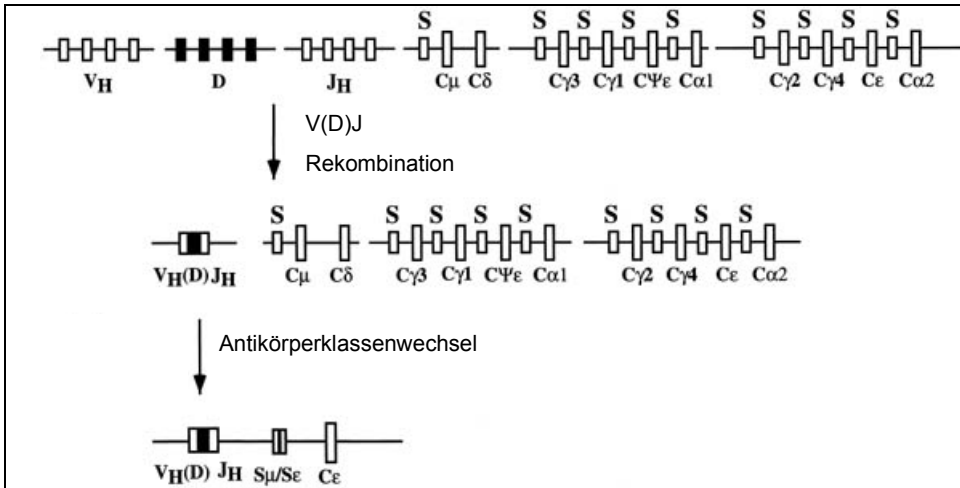 S S S S S S S S S
V_H D J_H Cμ Cδ Cγ3 Cγ1 CΨε Cα1 Cγ2 Cγ4 Cε Cα2
V(D)J
Rekombination
S S S S S S S S
V_H(D)J_H Cμ Cδ Cγ3 Cγ1 CΨε Cα1 Cγ2 Cγ4 Cε Cα2
Antikörperklassenwechsel
V_H(D) J_H Sμ/Sε Cε